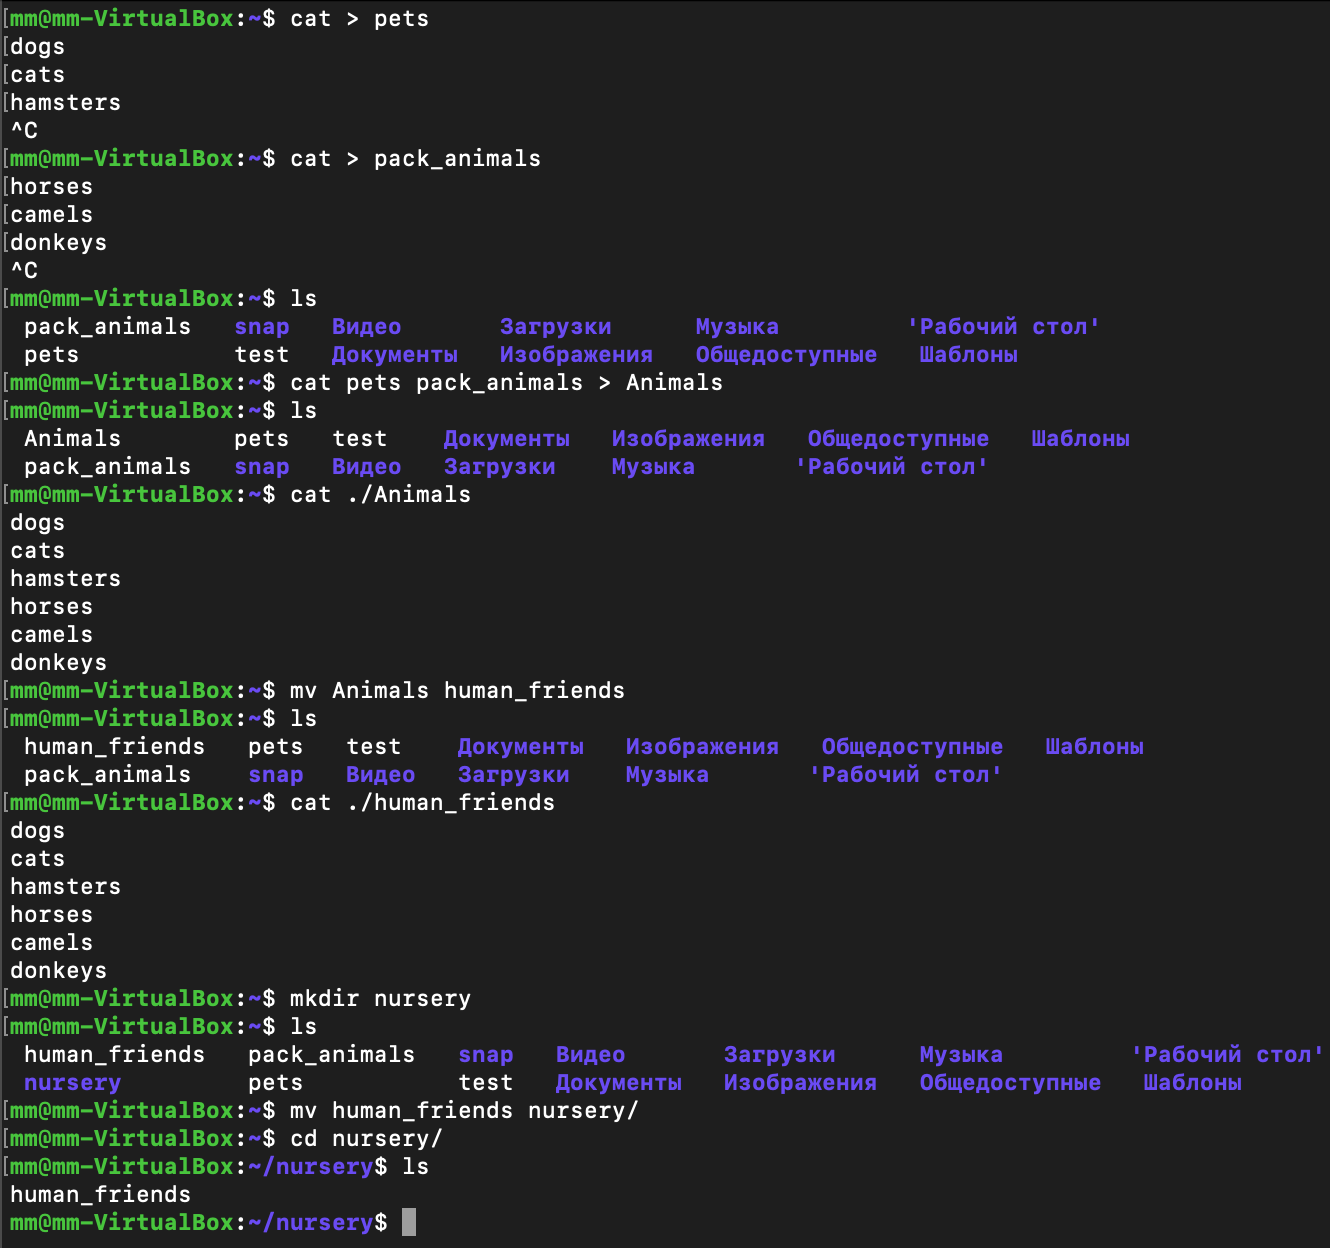 [mm@mm-VirtualBox:~$ cat > pets
[dogs
[cats
[hamsters
^C
[mm@mm-VirtualBox:~$ cat > pack_animals
[horses
[camels
[donkeys
^C
[mm@mm-VirtualBox:~$ ls
pack_animals snap Видео Загрузки Музыка 'Рабочий стол'
pets test Документы Изображения Общедоступные Шаблоны
[mm@mm-VirtualBox:~$ cat pets pack_animals > Animals
[mm@mm-VirtualBox:~$ ls
Animals pets test Документы Изображения Общедоступные Шаблоны
pack_animals snap Видео Загрузки Музыка 'Рабочий стол'
[mm@mm-VirtualBox:~$ cat ./Animals
dogs
cats
hamsters
horses
camels
donkeys
[mm@mm-VirtualBox:~$ mv Animals human_friends
[mm@mm-VirtualBox:~$ ls
human_friends pets test Документы Изображения Общедоступные Шаблоны
pack_animals snap Видео Загрузки Музыка 'Рабочий стол'
[mm@mm-VirtualBox:~$ cat ./human_friends
dogs
cats
hamsters
horses
camels
donkeys
[mm@mm-VirtualBox:~$ mkdir nursery
[mm@mm-VirtualBox:~$ ls
human_friends pack_animals snap Видео Загрузки Музыка 'Рабочий стол'
nursery pets test Документы Изображения Общедоступные Шаблоны
[mm@mm-VirtualBox:~$ mv human_friends nursery/
[mm@mm-VirtualBox:~$ cd nursery/
[mm@mm-VirtualBox:~/nursery$ ls
human_friends
mm@mm-VirtualBox:~/nursery$